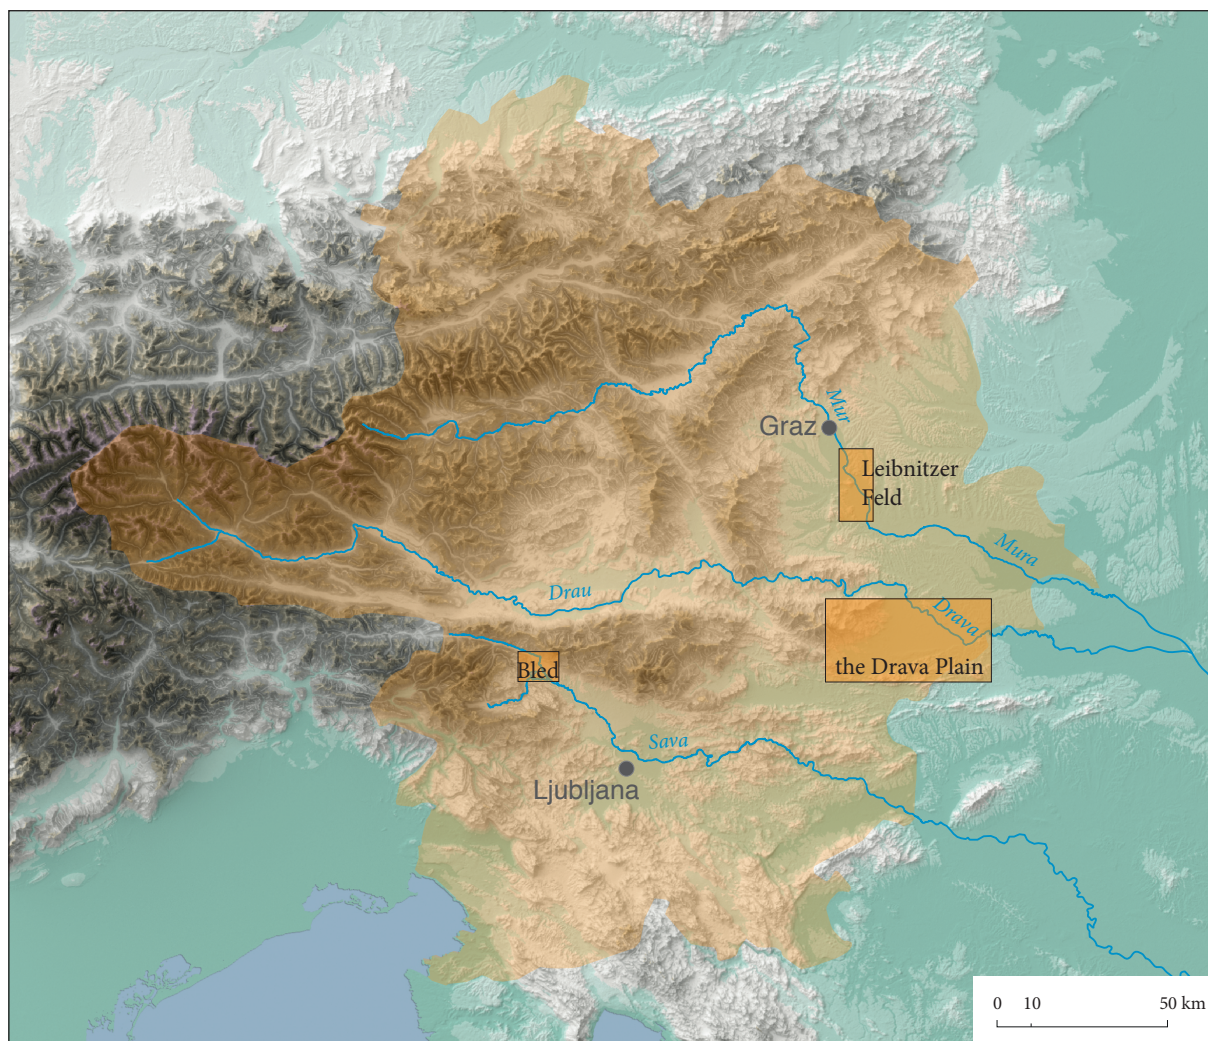 Mur
Graz
Leibnitzer
Feld
Mura
Drau
Drava
the Drava Plain
Bled
Sava
Ljubljana
0 10 50 km